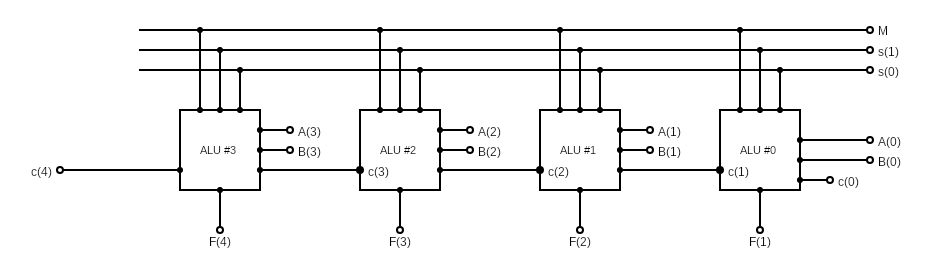 M
s(1)
s(0)
A(3)
A(2)
A(1)
A(0)
B(3)
B(2)
B(1)
B(0)
ALU #3
ALU #2
ALU #1
ALU #0
c(4)
c(3)
c(2)
c(1)
c(0)
F(4)
F(3)
F(2)
F(1)